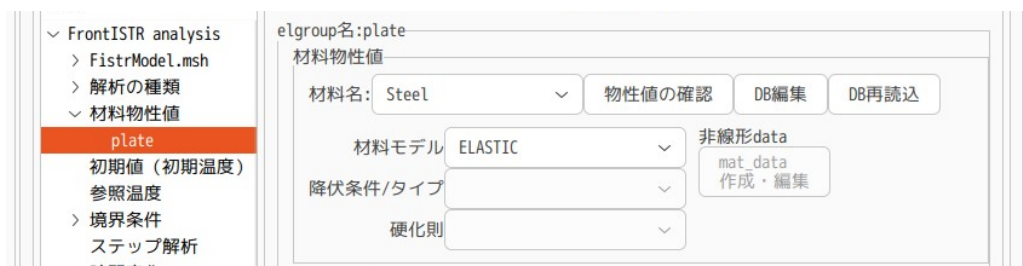 FrontISTR analysis
FistrModel.msh
解析の種類
材料物性値
plate
初期値（初期温度）
参照温度
境界条件
ステップ解析
elgroup名:plate
材料物性値
材料名: Steel 物性値の確認 DB編集 DB再読込
材料モデル ELASTIC
非線形data
mat_data
作成・編集
降伏条件/タイプ
硬化則